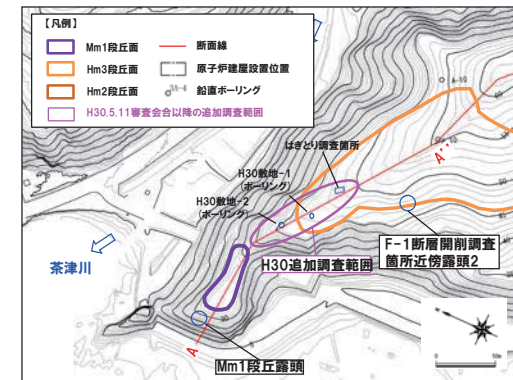 【凡例】
Mm1段丘面
断面線
Hm3段丘面
原子炉建屋設置位置
Hm2段丘面
鉛直ボーリング
H30.5.11審査会合以降の追加調査範囲
A-10
はぎとり調査箇所
A''
H30敷地-1
(ボーリング)
H30敷地-2
(ボーリング)
F-1断層開削調査
箇所近傍露頭2
茶津川
H30追加調査範囲
A
Mm1段丘露頭
0
50m